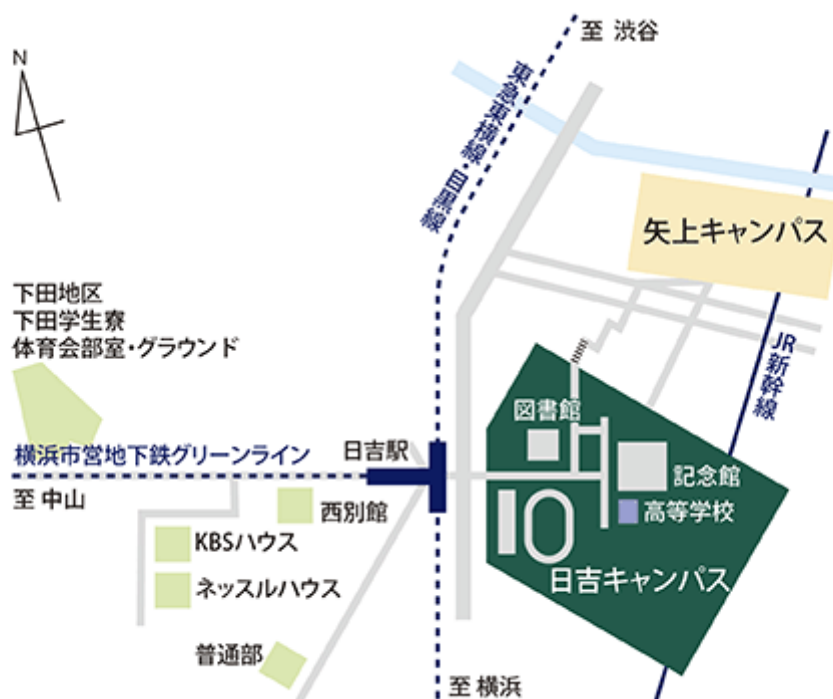 至 渋谷
N
東急東横線・目黒線
矢上キャンパス
下田地区
下田学生寮
体育会部室・グラウンド
JR新幹線
図書館
日吉駅
横浜市営地下鉄グリーンライン
記念館
至 中山
西別館
高等学校
KBSハウス
日吉キャンパス
ネッスルハウス
普通部
至 横浜